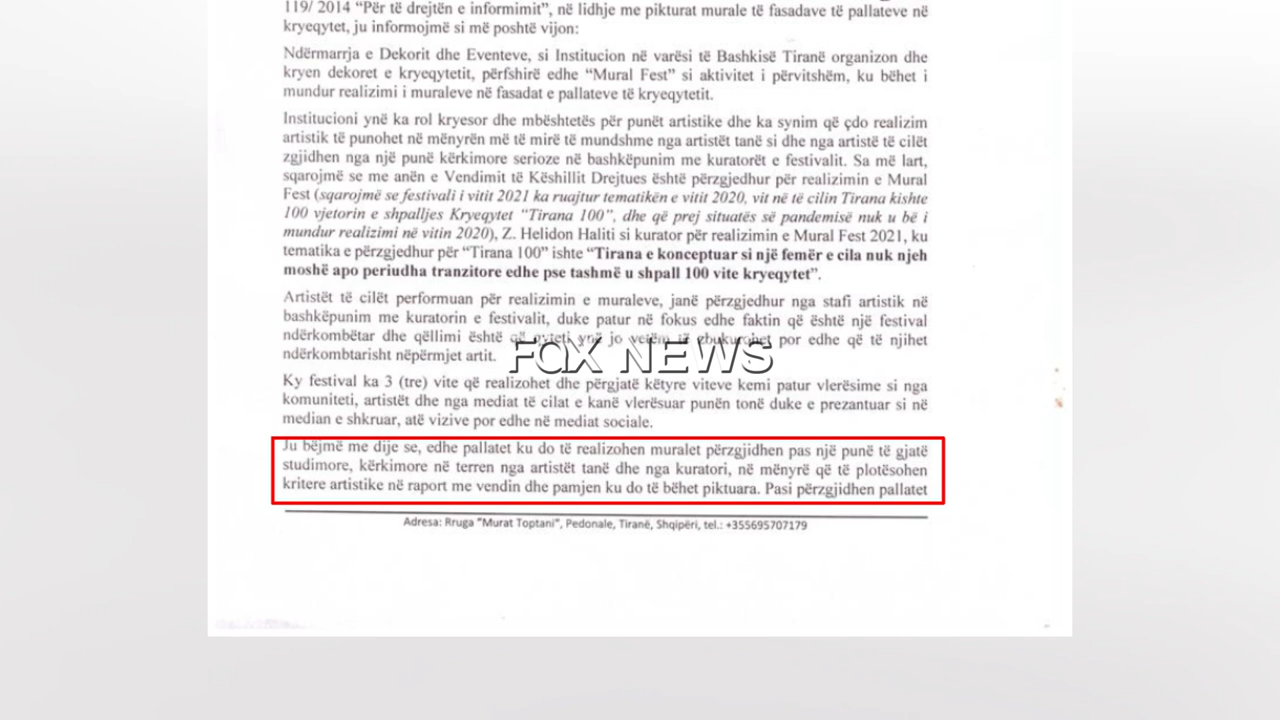 119/ 2014 “Për të drejtën e informimit”, në lidhje me pikturat murale të fasadave të pallateve në
kryeqytet, ju informojmë si më poshtë vijon:
Ndërmarrja e Dekorit dhe Eventeve, si Institucion në varësi të Bashkisë Tiranë organizon dhe
kryen dekoret e kryeqytetit, përfshirë edhe “Mural Fest” si aktivitet i përvitshëm, ku bëhet i
mundur realizimi i muraleve në fasadat e pallateve të kryeqytetit.
Institucioni ynë ka rol kryesor dhe mbështetës për punët artistike dhe ka synim që çdo realizim
artistik të punohet në mënyrën më të mirë të mundshme nga artistët tanë si dhe nga artistë të cilët
zgjidhen nga një punë kërkimore serioze në bashkëpunim me kuratorët e festivalit. Sa më lart,
sqarojmë se me anën e Vendimit të Këshillit Drejtues është përzgjedhur për realizimin e Mural
Fest (sqarojmë se festivali i vitit 2021 ka ruajtur tematikën e vitit 2020, vit në të cilin Tirana kishte
100 vjetorin e shpalljes Kryeqytet “Tirana 100”, dhe që prej situatës së pandemisë nuk u bë i
mundur realizimi në vitin 2020), Z. Helidon Haliti si kurator për realizimin e Mural Fest 2021, ku
tematika e përzgjedhur për “Tirana 100” ishte “Tirana e konceptuar si një femër e cila nuk njeh
moshë apo periudha tranzitore edhe pse tashmë u shpall 100 vite kryeqytet”.
Artistët të cilët performuan për realizimin e muraleve, janë përzgjedhur nga stafi artistik në
bashkëpunim me kuratorin e festivalit, duke patur në fokus edhe faktin që është një festival
ndërkombëtar dhe qëllimi është që qyteti ynë jo vetëm të zbukurohet por edhe që të njihet
ndërkombtarisht nëpërmjet artit.
FOX NEWS
Ky festival ka 3 (tre) vite që realizohet dhe përgjatë këtyre viteve kemi patur vlerësime si nga
komuniteti, artistët dhe nga mediat të cilat e kanë vlerësuar punën tonë duke e prezantuar si në
median e shkruar, atë vizive por edhe në mediat sociale.
Ju bëjmë me dije se, edhe pallatet ku do të realizohen muralet përzgjidhen pas një punë të gjatë
studimore, kërkimore në terren nga artistët tanë dhe nga kuratori, në mënyrë që të plotësohen
kritere artistike në raport me vendin dhe pamjen ku do të bëhet piktuara. Pasi përzgjidhen pallatet
Adresa: Rruga “Murat Toptani”, Pedonale, Tiranë, Shqipëri, tel.: +355695707179